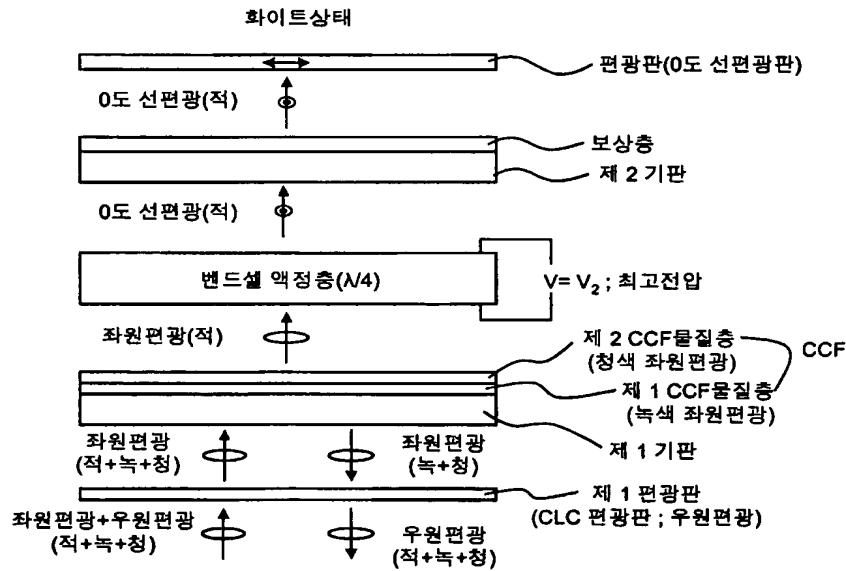 화이트상태
편광판(0도 선편광판)
0도 선편광(적)
보상층
제 2 기판
0도 선편광(적)
벤드셀 액정층(λ/4)
V= V₂ ; 최고전압
좌원편광(적)
제 2 CCF물질층
(청색 좌원편광)
CCF
제 1 CCF물질층
(녹색 좌원편광)
좌원편광
(적+녹+청)
좌원편광
(녹+청)
제 1 기판
제 1 편광판
(CLC 편광판 ; 우원편광)
좌원편광+우원편광
(적+녹+청)
우원편광
(적+녹+청)